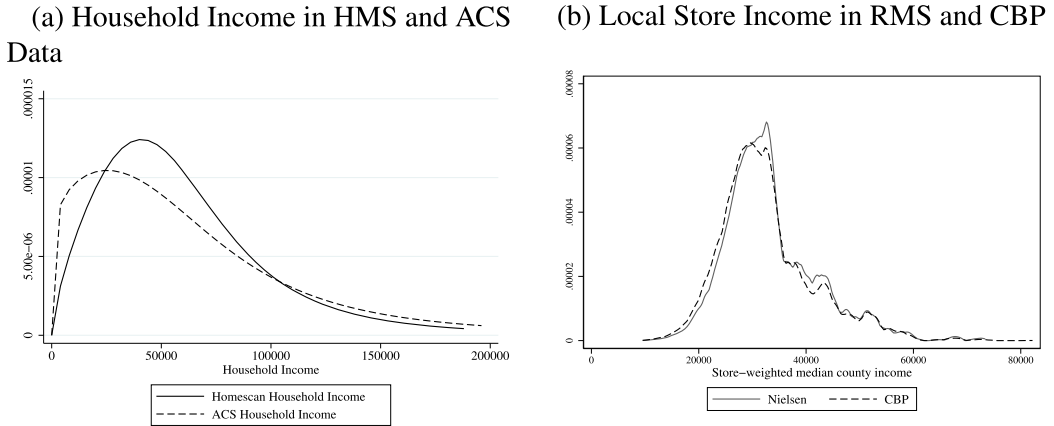 (a) Household Income in HMS and ACS
Data
.000015
.00001
5.00e−06
0
0 50000 100000 150000 200000
Household Income
Homescan Household Income
ACS Household Income
(b) Local Store Income in RMS and CBP
.00008
.00006
.00004
.00002
0
0 20000 40000 60000 80000
Store−weighted median county income
Nielsen CBP